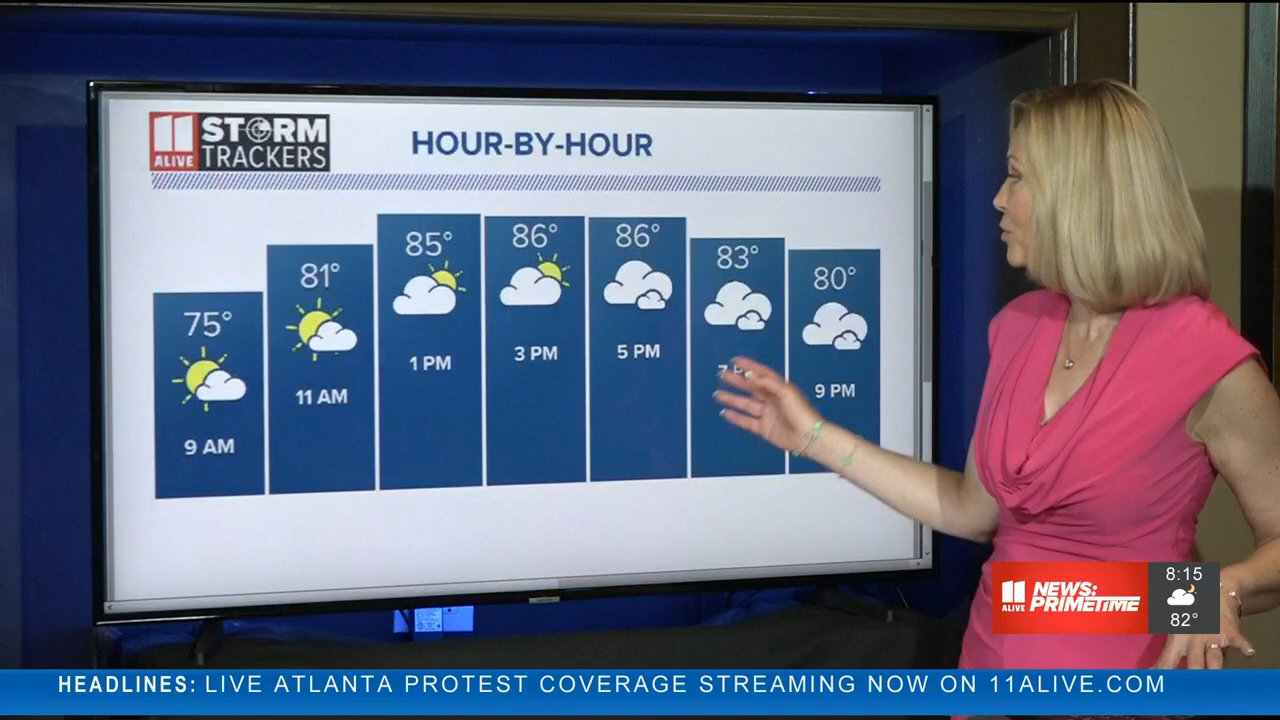 11 ALIVE
STORM TRACKERS
HOUR-BY-HOUR
75°
9 AM
81°
11 AM
85°
1 PM
86°
3 PM
86°
5 PM
83°
80°
9 PM
11 ALIVE
NEWS: PRIMETIME
8:15
82°
HEADLINES: LIVE ATLANTA PROTEST COVERAGE STREAMING NOW ON 11ALIVE.COM